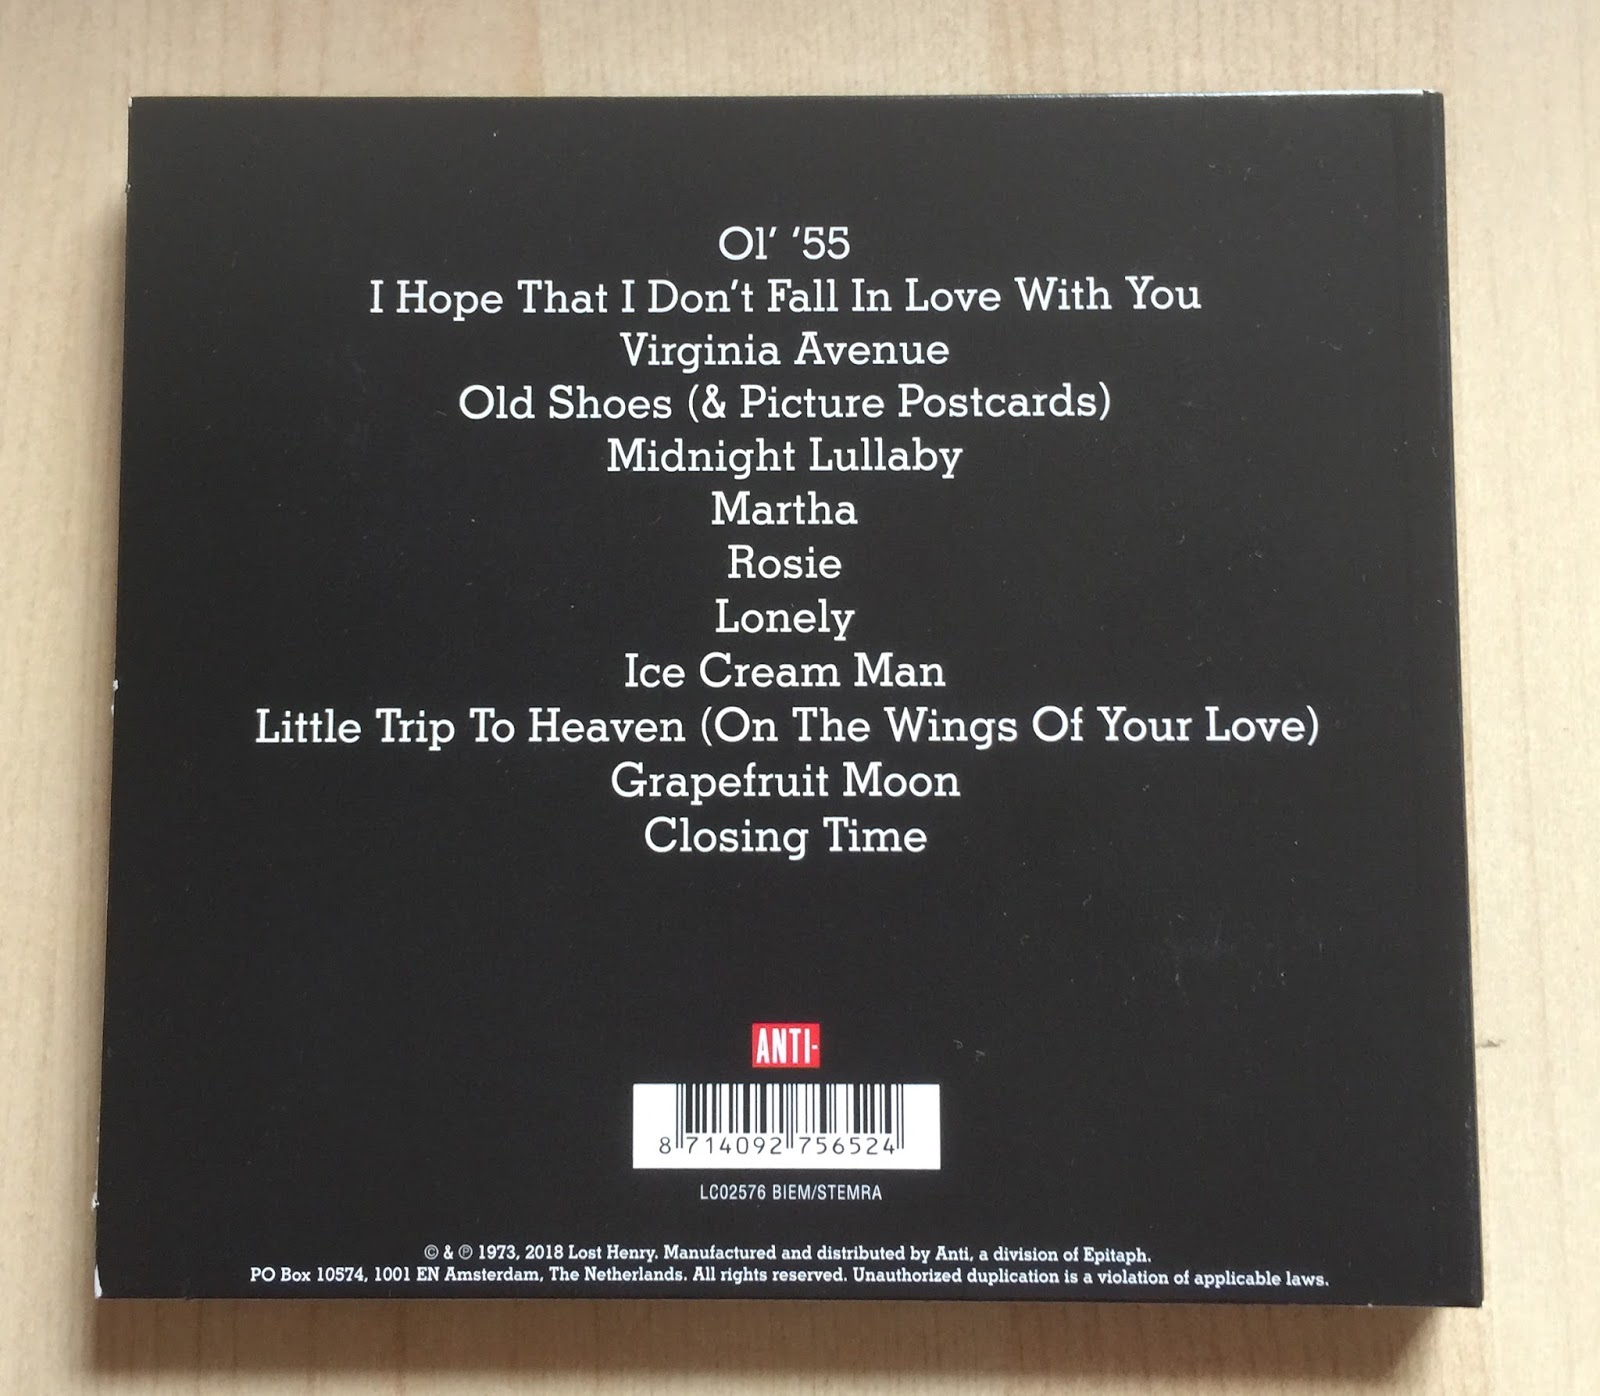 Ol’ ‘55
I Hope That I Don’t Fall In Love With You
Virginia Avenue
Old Shoes (& Picture Postcards)
Midnight Lullaby
Martha
Rosie
Lonely
Ice Cream Man
Little Trip To Heaven (On The Wings Of Your Love)
Grapefruit Moon
Closing Time
ANTI-
8 714092 756524
LC02576 BIEM/STEMRA
© & ℗ 1973, 2018 Lost Henry. Manufactured and distributed by Anti, a division of Epitaph.
PO Box 10574, 1001 EN Amsterdam, The Netherlands. All rights reserved. Unauthorized duplication is a violation of applicable laws.